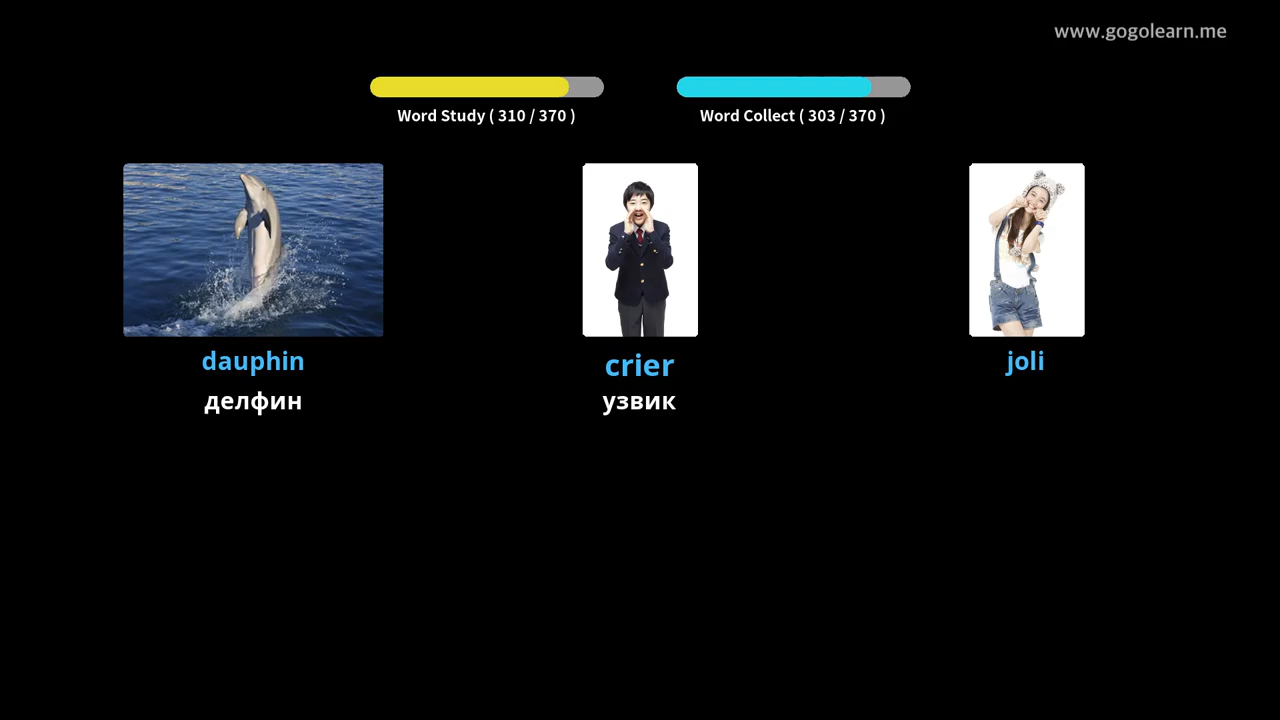 www.gogolearn.me
Word Study ( 310 / 370 )
Word Collect ( 303 / 370 )
dauphin
crier
joli
делфин
узвик